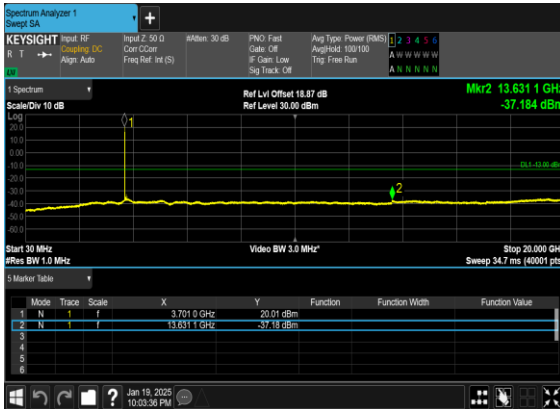 Spectrum Analyzer 1
Swept SA
+
KEYSIGHT Input: RF Input Z: 50 Ω #Atten: 30 dB PNO: Fast Avg Type: Power (RMS) 1 2 3 4 5 6
R T Coupling: DC Corr CCorr Gate: Off Avg|Hold: 100/100 A W W W W W
Align: Auto Freq Ref: Int (S) IF Gain: Low Trig: Free Run
Sig Track: Off A N N N N N
1 Spectrum
Scale/Div 10 dB
Ref Lvl Offset 18.87 dB
Ref Level 30.00 dBm
Mkr2 13.631 1 GHz
-37.184 dBm
Log
1
20.0
10.0
0.00
-10.0
DL1 -13.00 dBm
-20.0
-30.0
2
-40.0
-50.0
-60.0
Start 30 MHz Video BW 3.0 MHz* Stop 20.000 GHz
#Res BW 1.0 MHz Sweep 34.7 ms (40001 pts)
5 Marker Table
Mode Trace Scale X Y Function Function Width Function Value
1 N 1 f 3.701 0 GHz 20.01 dBm
2 N 1 f 13.631 1 GHz -37.18 dBm
3
4
5
6
? Jan 19, 2025
10:03:36 PM